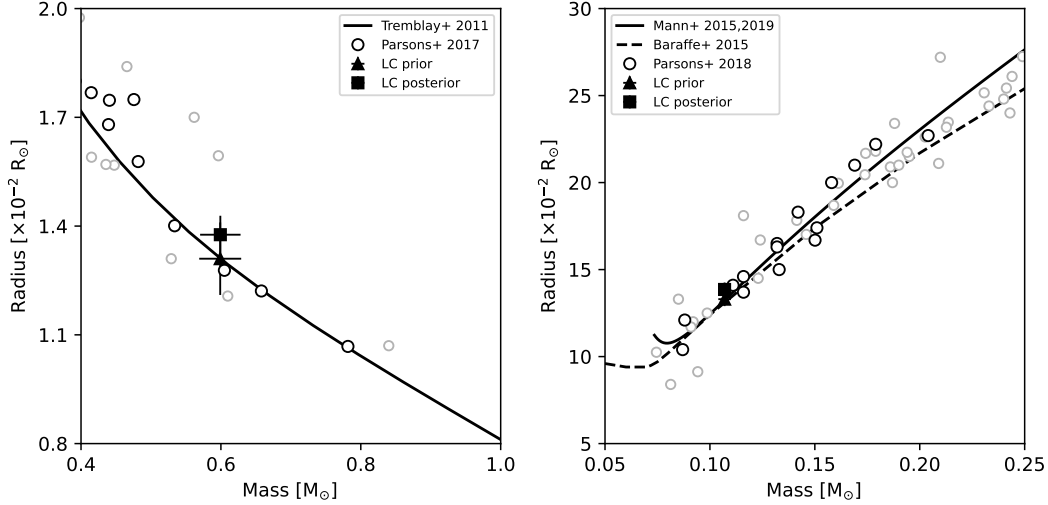 2.0
1.7
1.4
1.1
0.8
0.4
0.6
0.8
1.0
Radius [×10⁻² R⊙]
Mass [M⊙]
Tremblay+ 2011
Parsons+ 2017
LC prior
LC posterior
30
25
20
15
10
5
0.05
0.10
0.15
0.20
0.25
Radius [×10⁻² R⊙]
Mass [M⊙]
Mann+ 2015,2019
Baraffe+ 2015
Parsons+ 2018
LC prior
LC posterior